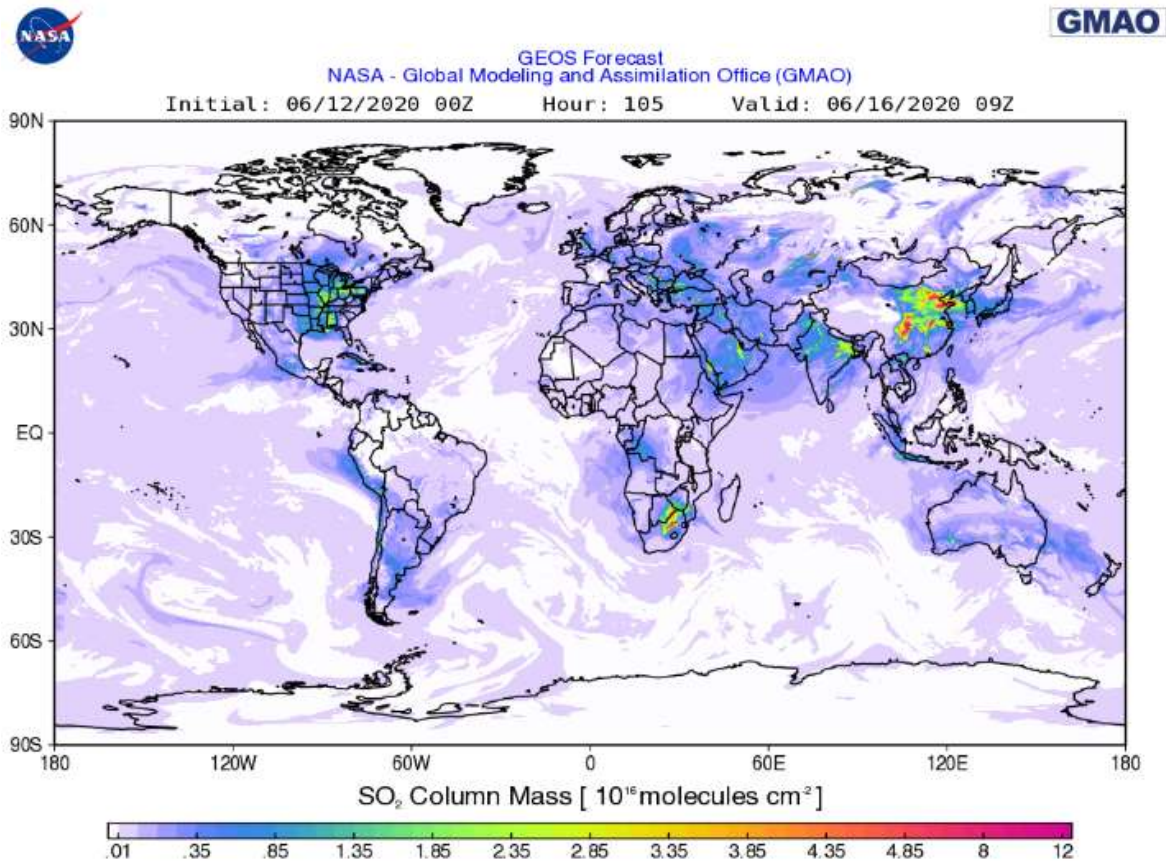 NASA
GMAO
GEOS Forecast
NASA - Global Modeling and Assimilation Office (GMAO)
Initial: 06/12/2020 00Z Hour: 105 Valid: 06/16/2020 09Z
90N
60N
30N
EQ
30S
60S
90S
180 120W 60W 0 60E 120E 180
SO₂ Column Mass [ 10¹⁶ molecules cm⁻² ]
.01 .35 .85 1.35 1.85 2.35 2.85 3.35 3.85 4.35 4.85 8 12